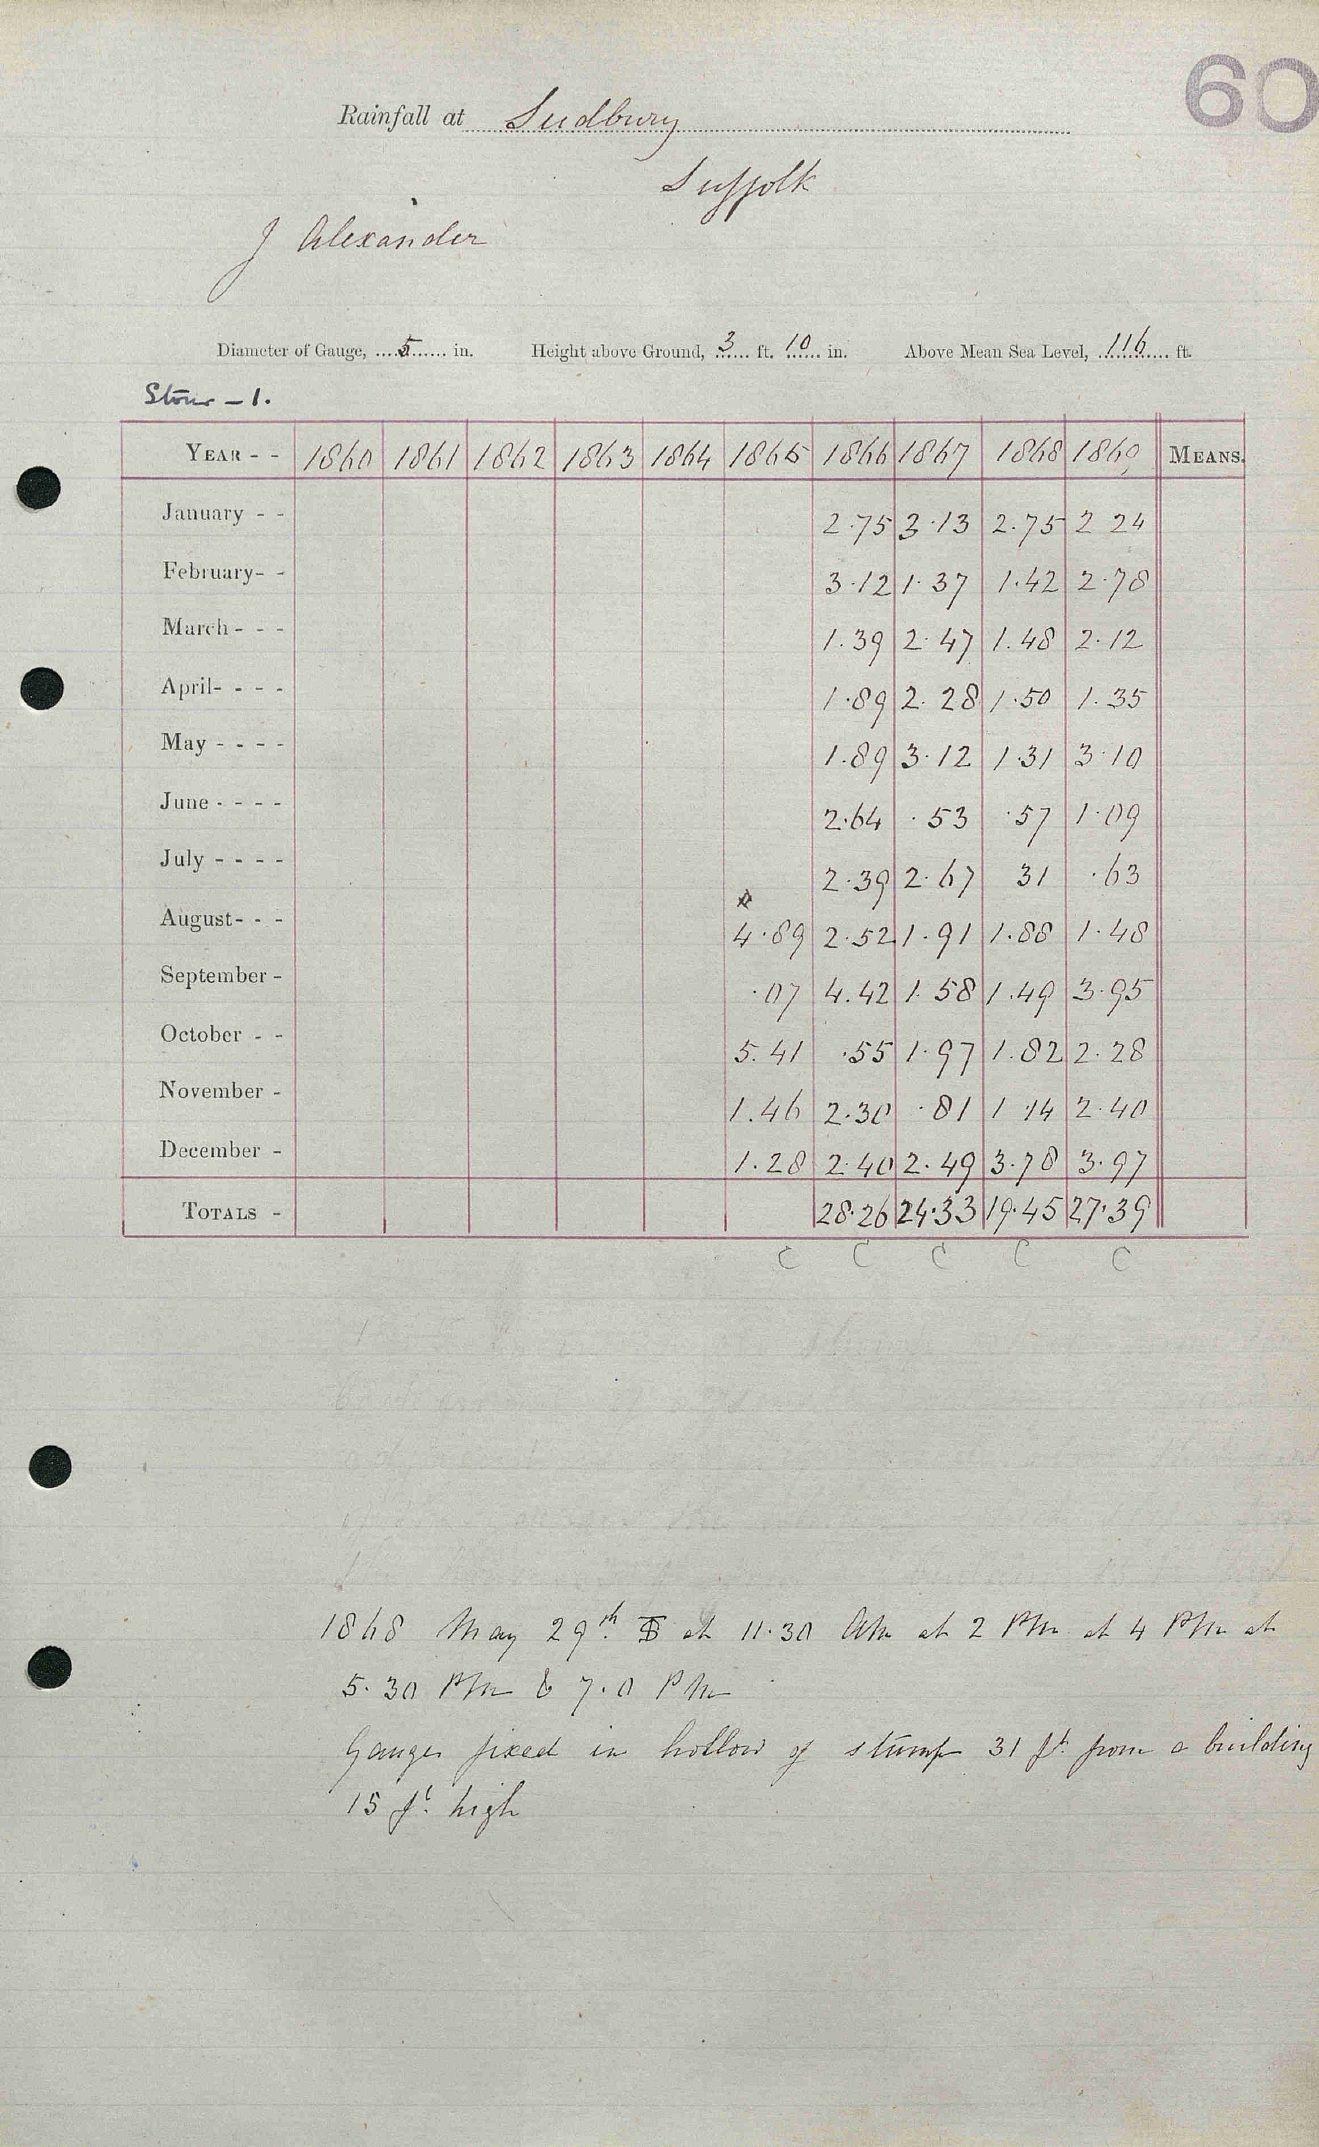 60
Rainfall at Sudbury
Suffolk
J Alexander
Diameter of Gauge, 5 in. Height above Ground, 3 ft. 10 in. Above Mean Sea Level, 116 ft.
Stour - 1.
YEAR - - 1860 1861 1862 1863 1864 1865 1866 1867 1868 1869 MEANS.
January - - 2.75 3.13 2.75 2 24
February- - 3.12 1.37 1.42 2.78
March - - - 1.39 2.47 1.48 2.12
April- - - - 1.89 2.28 1.50 1.35
May - - - - 1.89 3.12 1.31 3.10
June - - - - 2.64 .53 .57 1.09
July - - - - 2.39 2.67 31 .63
August- - - 4.89 2.52 1.91 1.88 1.48
September - .07 4.42 1.58 1.49 3.95
October - - 5.41 .55 1.97 1.82 2.28
November - 1.46 2.30 .81 1.14 2.40
December - 1.28 2.40 2.49 3.78 3.97
TOTALS - 28.26 24.33 19.45 27.39
C C C C C
1868 May 29th at 11.30 AM at 2 PM at 4 PM at
5.30 PM & 7.0 PM
Gauges fixed in hollow of stump 31 ft from a building
15 ft. high